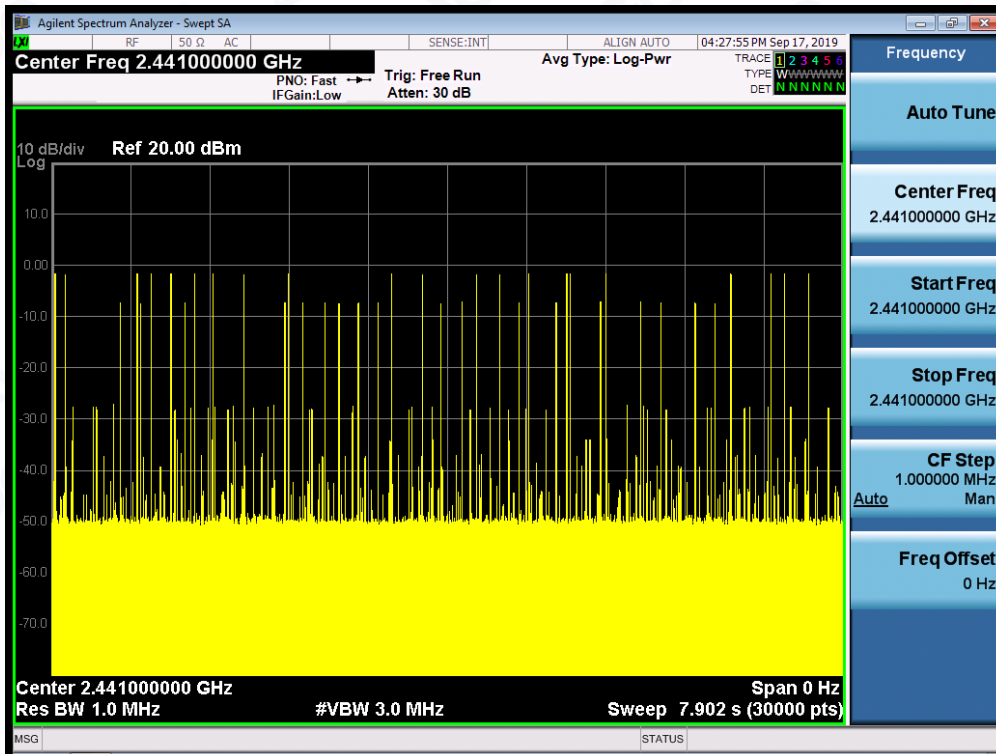 Agilent Spectrum Analyzer - Swept SA
LXI RF 50 Ω AC SENSE:INT ALIGN AUTO 04:27:55 PM Sep 17, 2019
Center Freq 2.441000000 GHz
Avg Type: Log-Pwr
TRACE 1 2 3 4 5 6
PNO: Fast
Trig: Free Run
TYPE WWWWWW
IFGain:Low
Atten: 30 dB
DET N N N N N N
10 dB/div Ref 20.00 dBm
Log
10.0
0.00
-10.0
-20.0
-30.0
-40.0
-50.0
-60.0
-70.0
Center 2.441000000 GHz Span 0 Hz
Res BW 1.0 MHz #VBW 3.0 MHz Sweep 7.902 s (30000 pts)
MSG STATUS
Frequency
Auto Tune
Center Freq
2.441000000 GHz
Start Freq
2.441000000 GHz
Stop Freq
2.441000000 GHz
CF Step
1.000000 MHz
Auto Man
Freq Offset
0 Hz